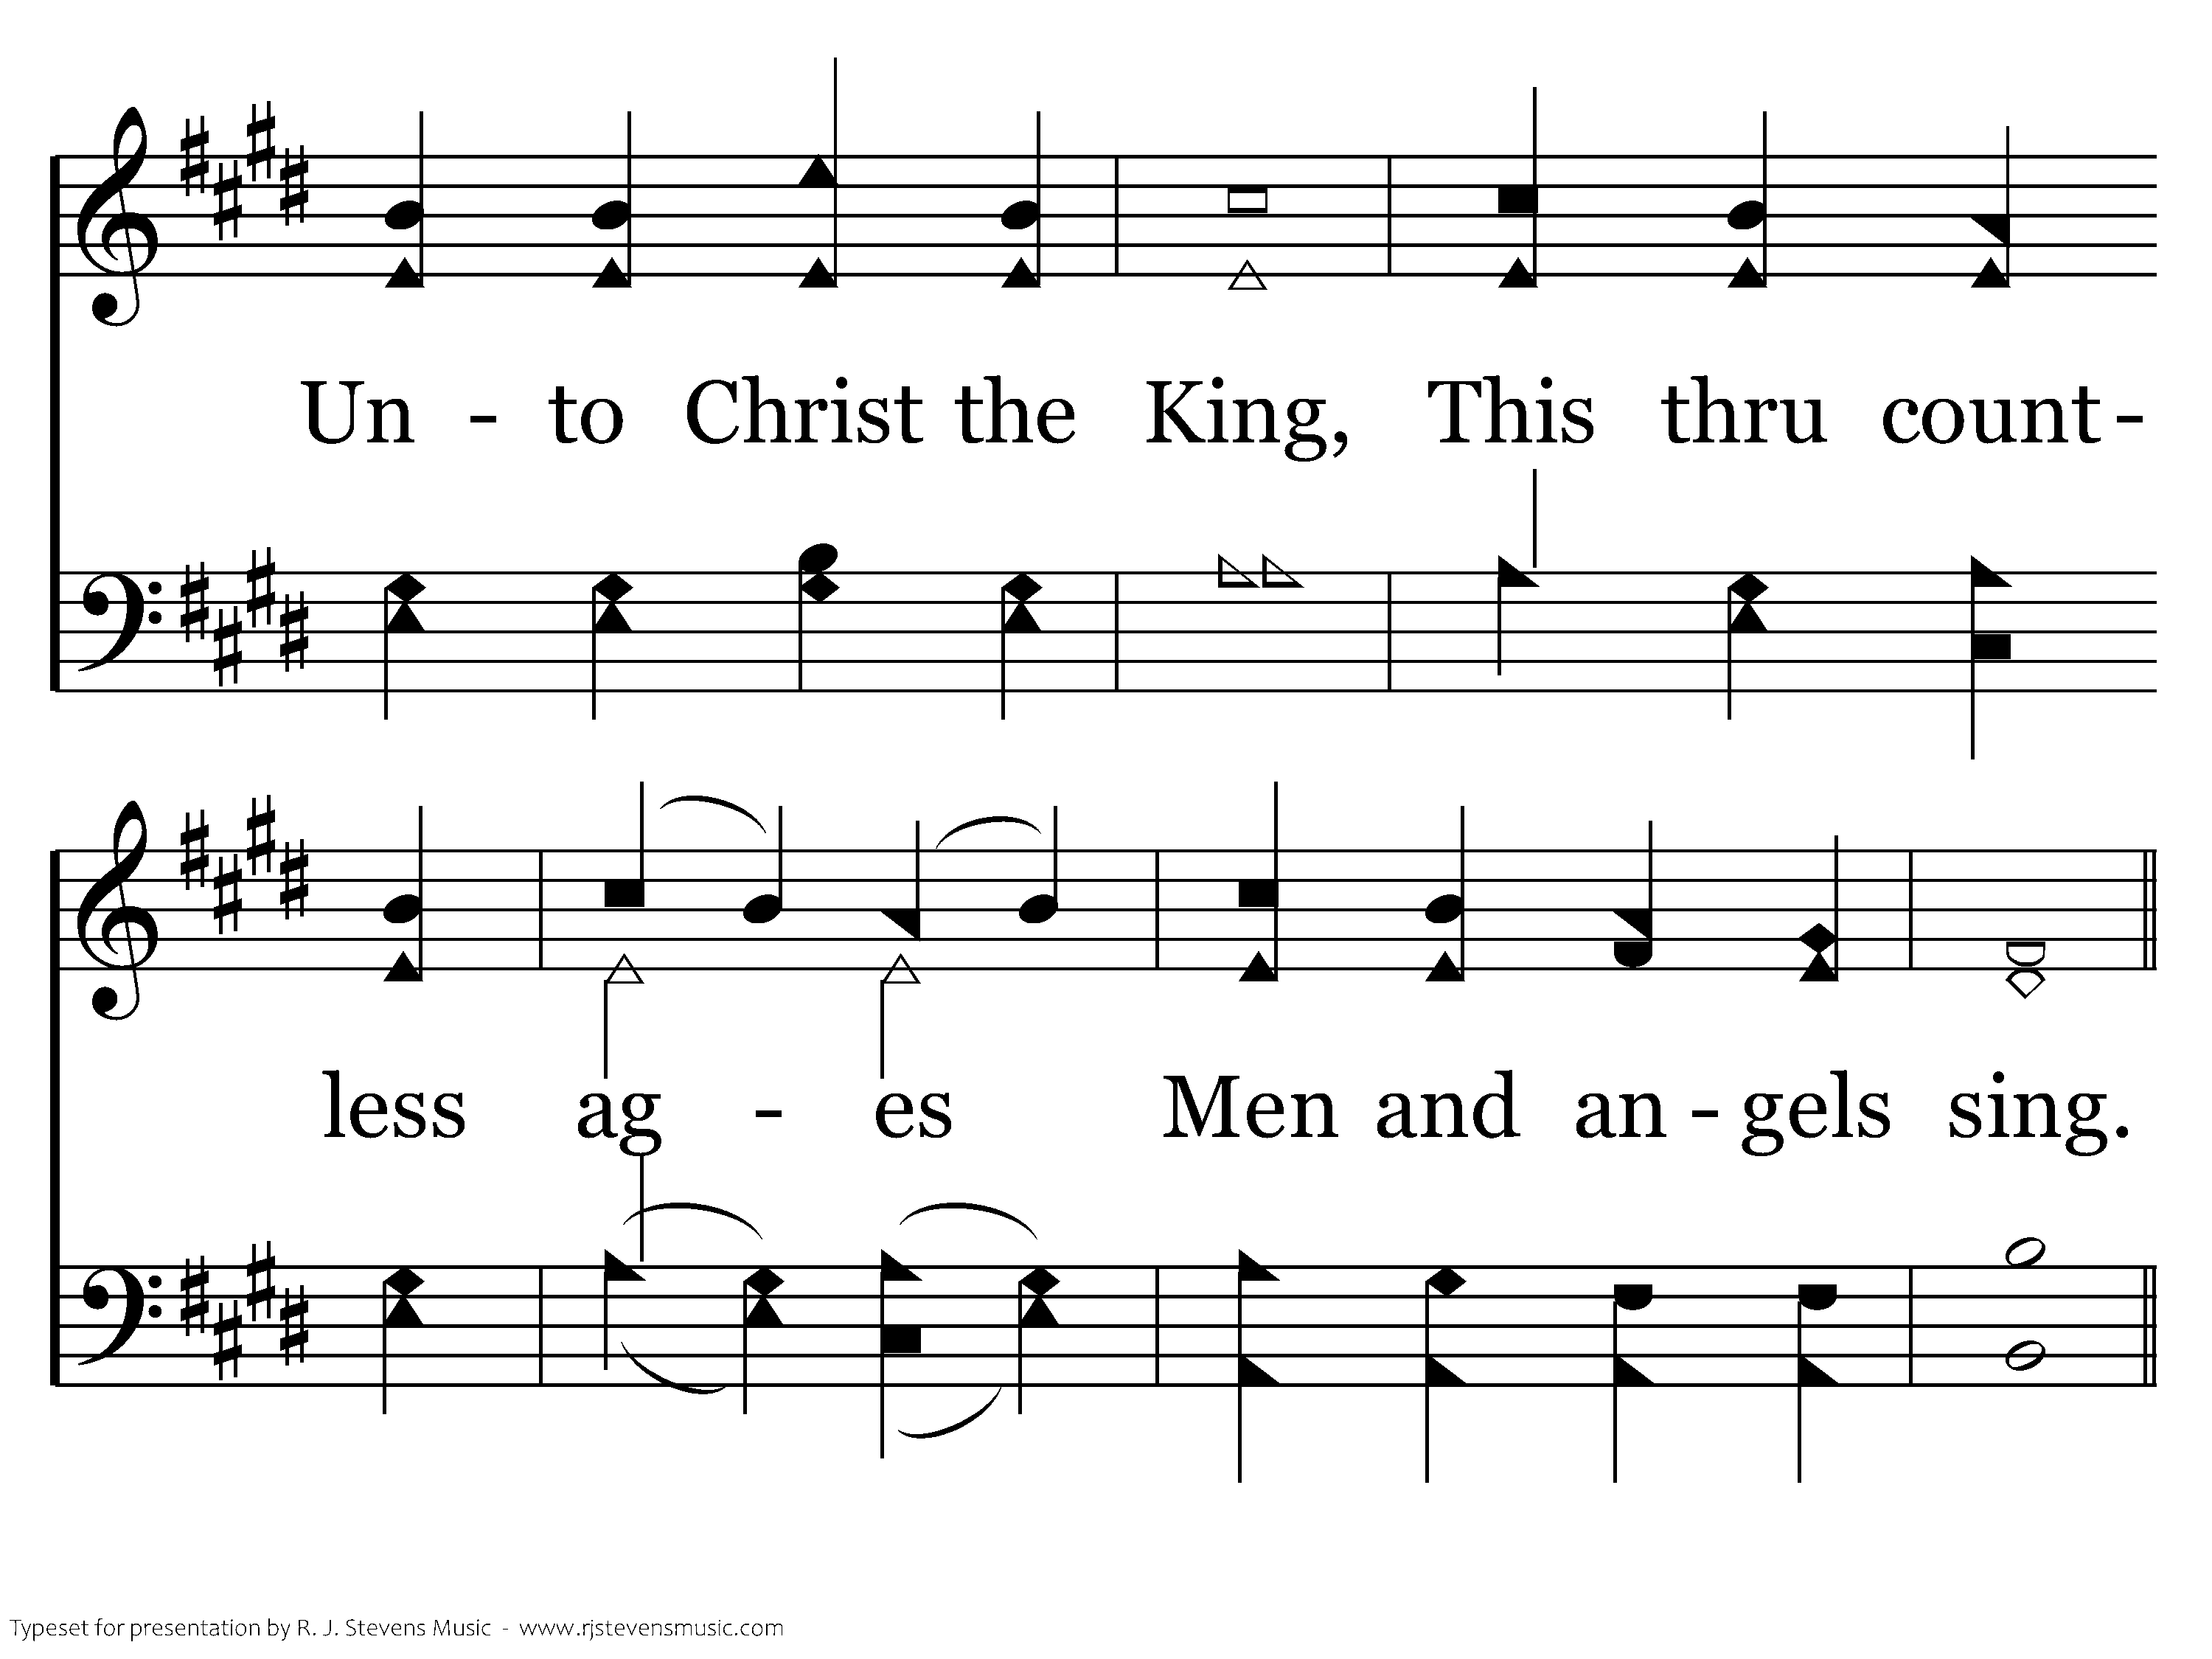 Un - to Christ the King, This thru count-
less ag - es Men and an - gels sing.
Typeset for presentation by R. J. Stevens Music - www.rjstevensmusic.com